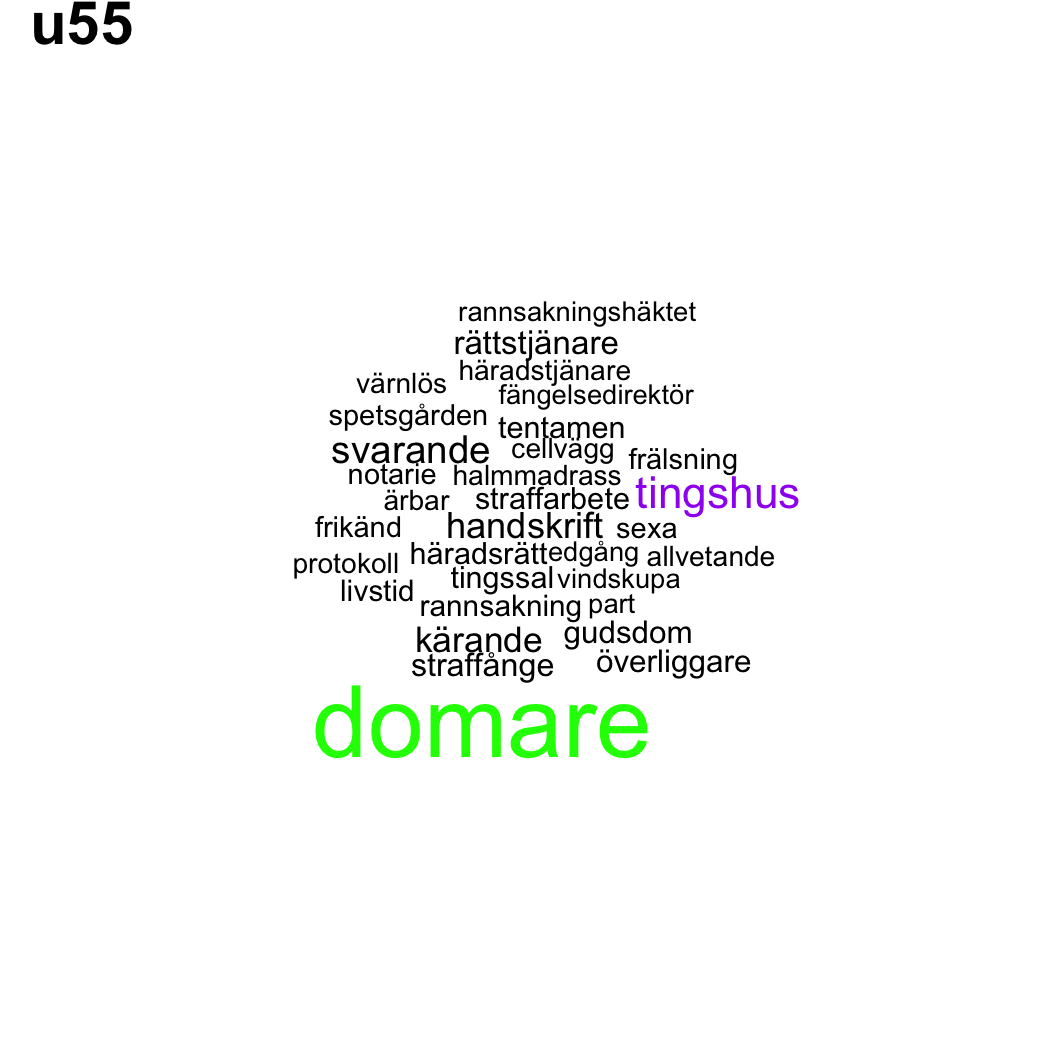 u55
rannsakningshäktet
rättstjänare
häradstjänare
värnlös
fängelsedirektör
spetsgården
tentamen
svarande
cellvägg
frälsning
notarie
halmmadrass
tingshus
ärbar
straffarbete
frikänd
handskrift
sexa
häradsrätt
edgång
allvetande
protokoll
tingssal
vindskupa
livstid
rannsakning
part
kärande
gudsdom
straffånge
överliggare
domare